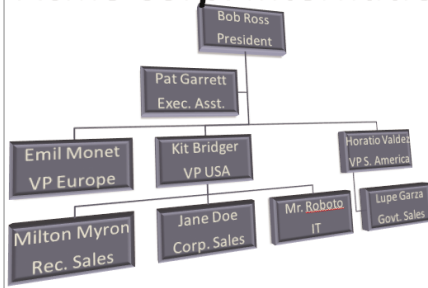 Bob Ross
President
Pat Garrett
Exec. Asst.
Emil Monet
VP Europe
Kit Bridger
VP USA
Horatio Valdez
VP S. America
Milton Myron
Rec. Sales
Jane Doe
Corp. Sales
Mr. Roboto
IT
Lupe Garza
Govt. Sales